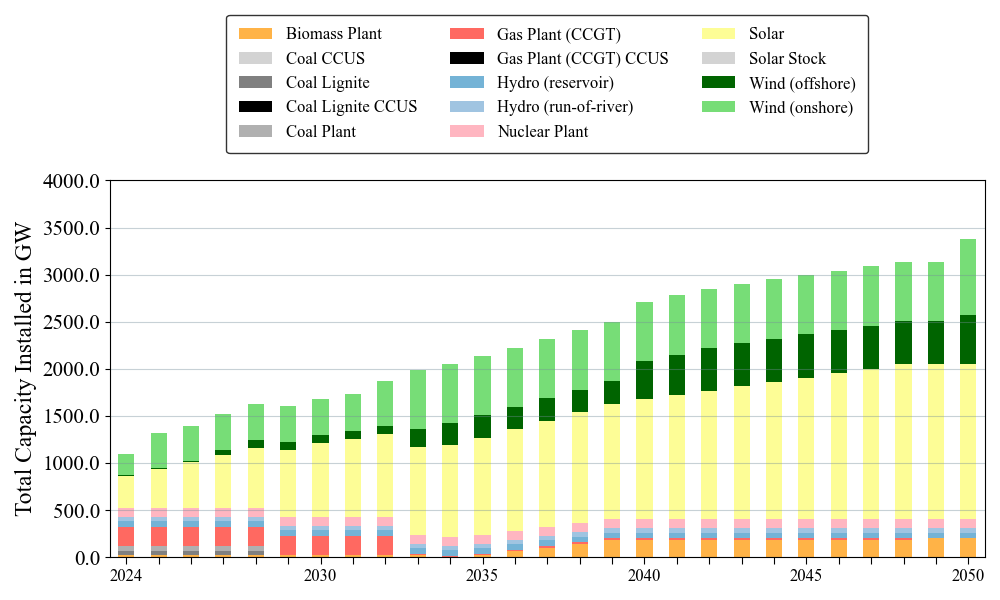 Biomass Plant
Coal CCUS
Coal Lignite
Coal Lignite CCUS
Coal Plant
Gas Plant (CCGT)
Gas Plant (CCGT) CCUS
Hydro (reservoir)
Hydro (run-of-river)
Nuclear Plant
Solar
Solar Stock
Wind (offshore)
Wind (onshore)
Total Capacity Installed in GW
4000.0
3500.0
3000.0
2500.0
2000.0
1500.0
1000.0
500.0
0.0
2024
2030
2035
2040
2045
2050